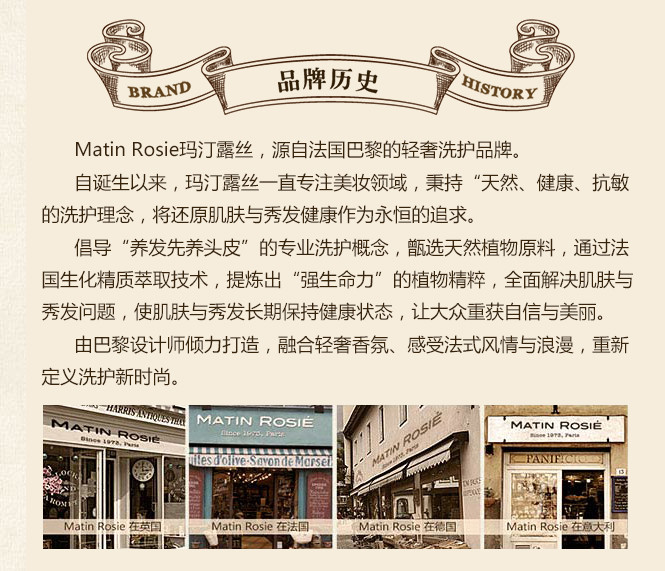 BRAND 品牌历史 HISTORY
Matin Rosie玛汀露丝，源自法国巴黎的轻奢洗护品牌。
自诞生以来，玛汀露丝一直专注美妆领域，秉持“天然、健康、抗敏
的洗护理念，将还原肌肤与秀发健康作为永恒的追求。
倡导“养发先养头皮”的专业洗护概念，甑选天然植物原料，通过法
国生化精质萃取技术，提炼出“强生命力”的植物精粹，全面解决肌肤与
秀发问题，使肌肤与秀发长期保持健康状态，让大众重获自信与美丽。
由巴黎设计师倾力打造，融合轻奢香氛、感受法式风情与浪漫，重新
定义洗护新时尚。
HARRIS ANTIQUES
MATIN ROSIÉ
Since 1973, Paris
Matin Rosie 在英国
MATIN ROSIÉ
Since 1973, Paris
Matin Rosie 在法国
MATIN ROSIÉ
Since 1973, Paris
Matin Rosie 在德国
MATIN ROSIÉ
Since 1973, Paris
Matin Rosie 在意大利